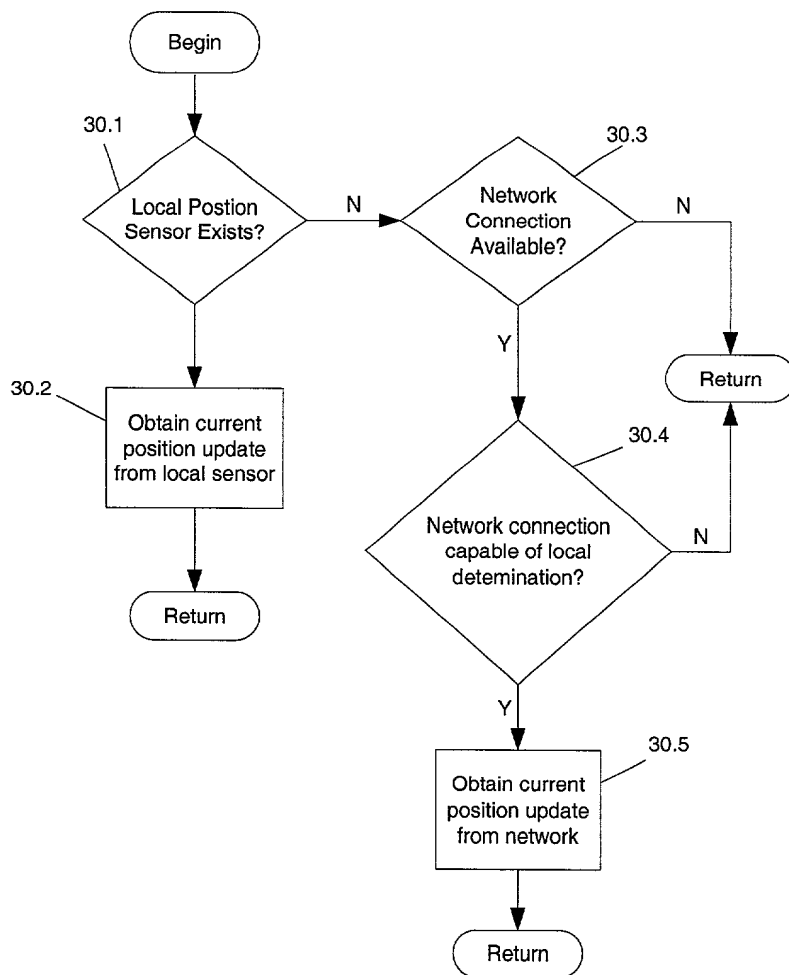 Begin
30.1
Local Postion
Sensor Exists?
N
30.3
Network
Connection
Available?
N
Y
Return
30.2
Obtain current
position update
from local sensor
30.4
Network connection
capable of local
detemination?
N
Return
Y
30.5
Obtain current
position update
from network
Return